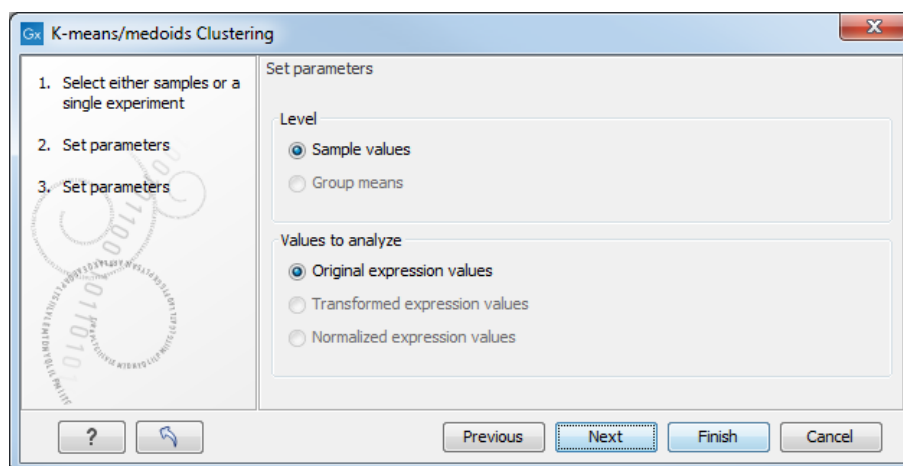 Gx K-means/medoids Clustering
X
1. Select either samples or a
single experiment
2. Set parameters
3. Set parameters
Set parameters
Level
Sample values
Group means
Values to analyze
Original expression values
Transformed expression values
Normalized expression values
?
Previous
Next
Finish
Cancel